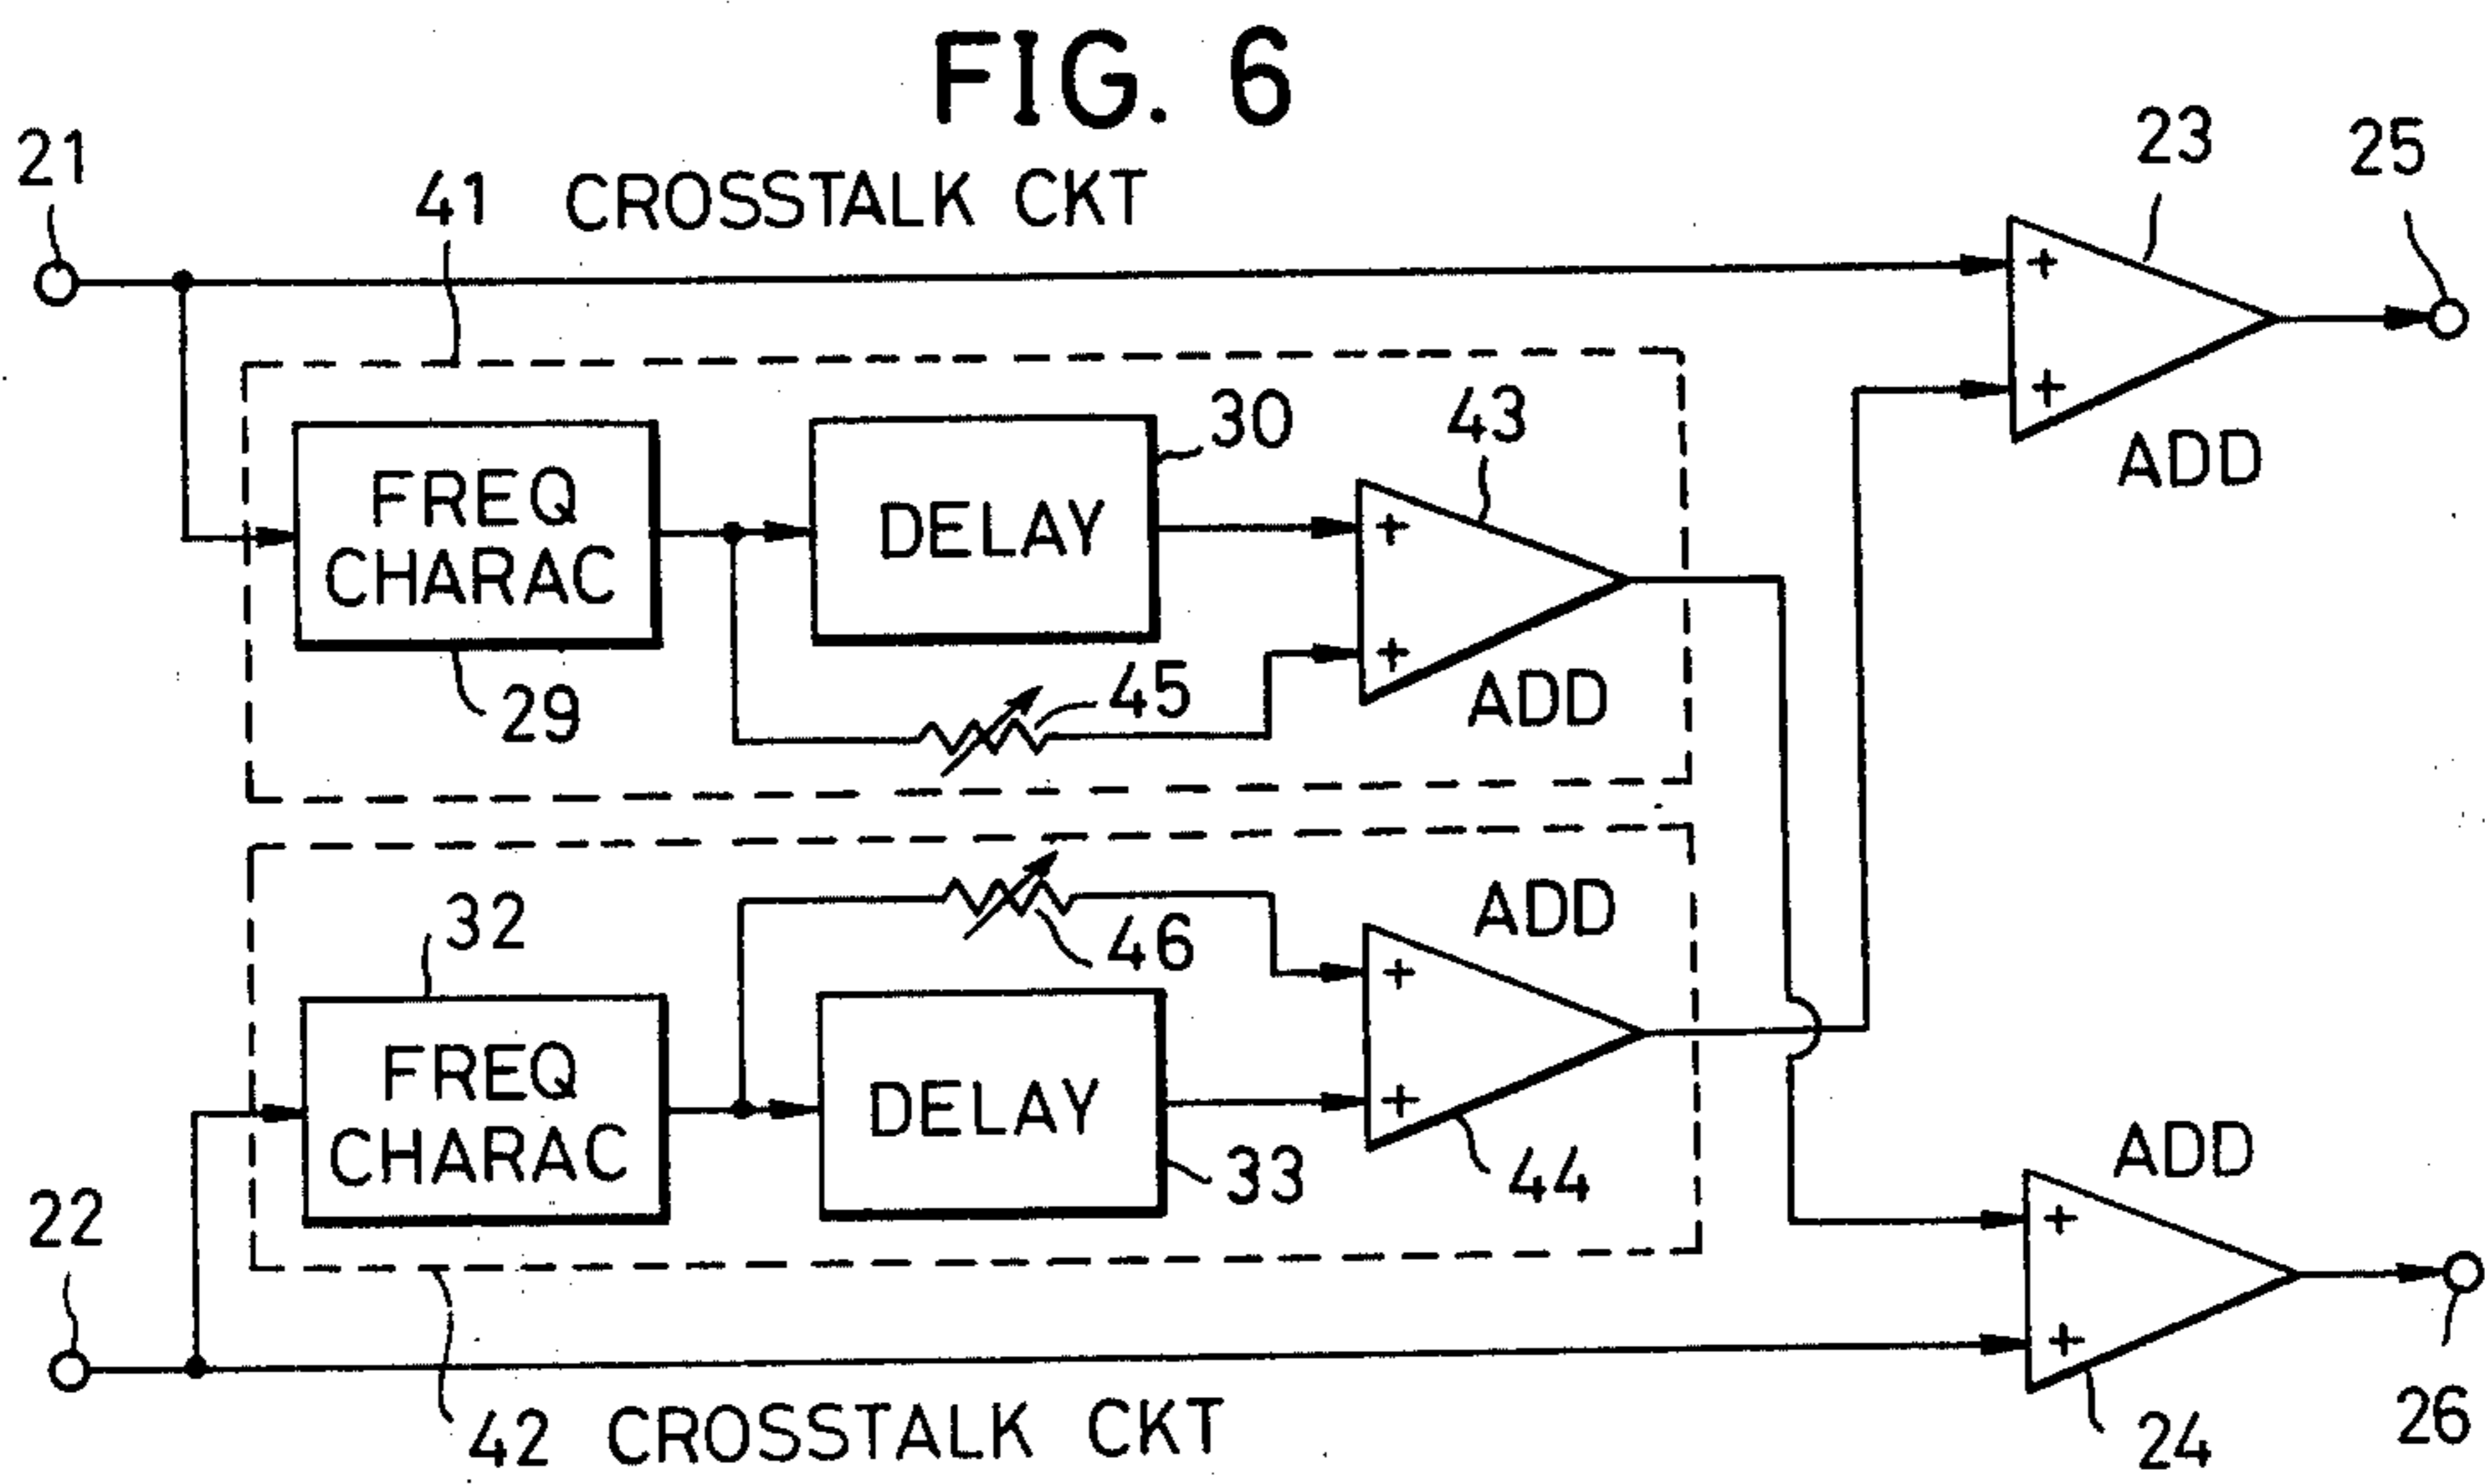 FIG. 6
21
41 CROSSTALK CKT
23
25
+
+
ADD
FREQ
CHARAC
29
DELAY
30
43
+
+
ADD
45
32
FREQ
CHARAC
46
DELAY
33
ADD
+
+
44
22
42 CROSSTALK CKT
ADD
+
+
24
26